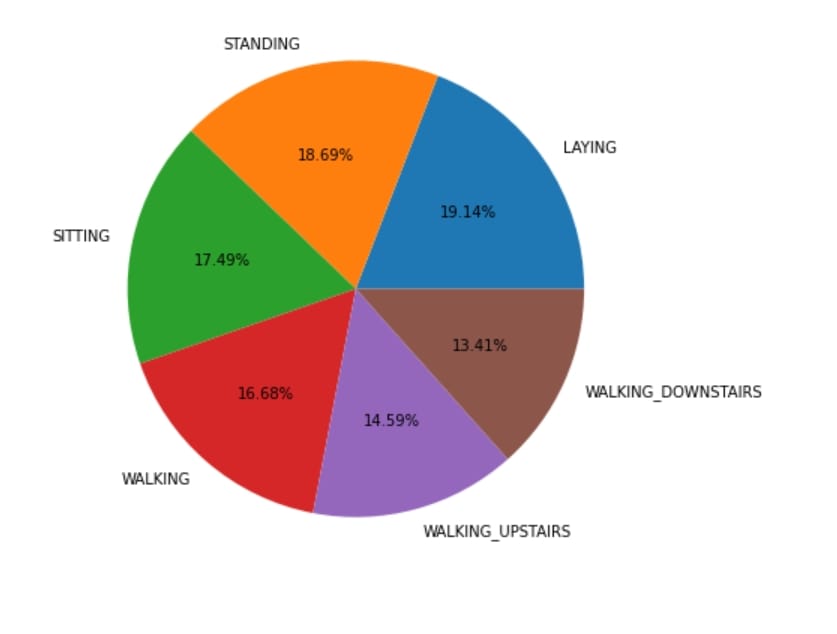 STANDING
LAYING
18.69%
19.14%
SITTING
17.49%
13.41%
16.68%
WALKING_DOWNSTAIRS
14.59%
WALKING
WALKING_UPSTAIRS